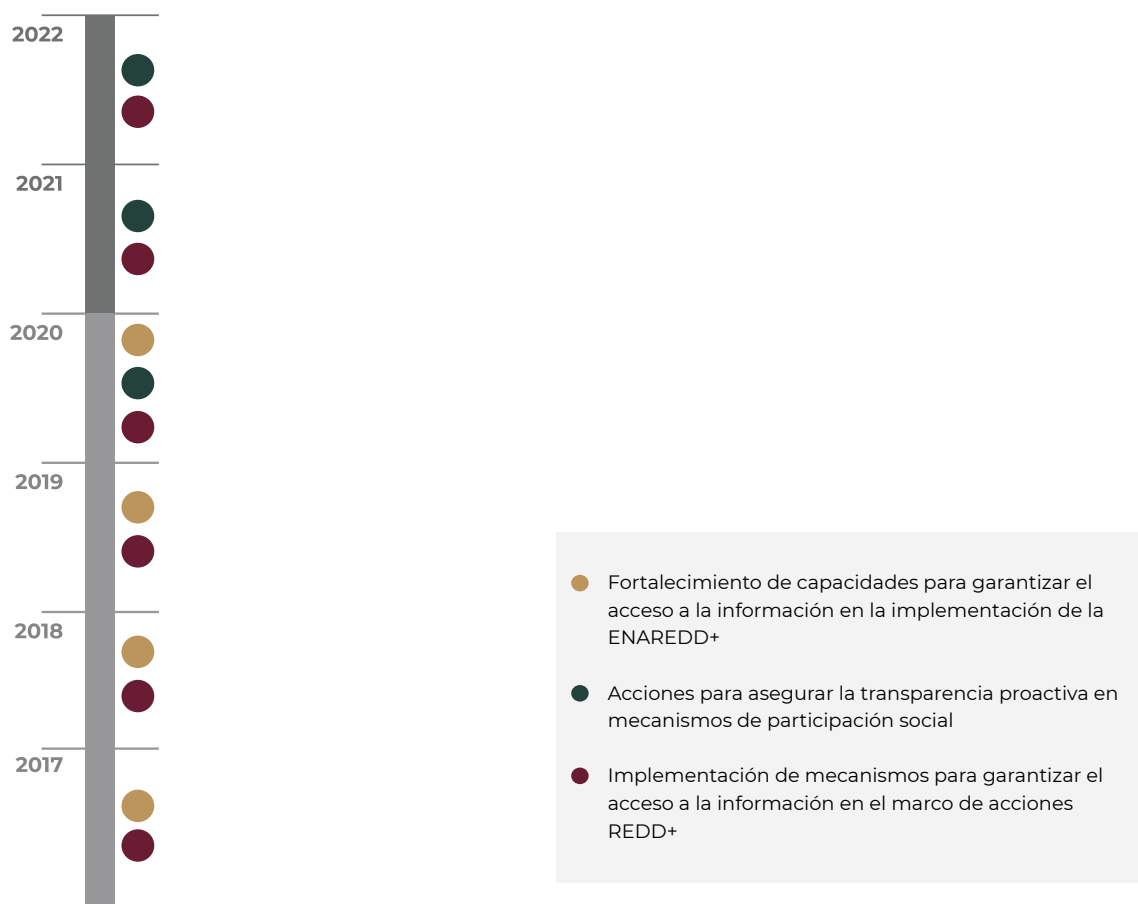 2022
2021
2020
2019
2018
2017
Fortalecimiento de capacidades para garantizar el
acceso a la información en la implementación de la
ENAREDD+
Acciones para asegurar la transparencia proactiva en
mecanismos de participación social
Implementación de mecanismos para garantizar el
acceso a la información en el marco de acciones
REDD+